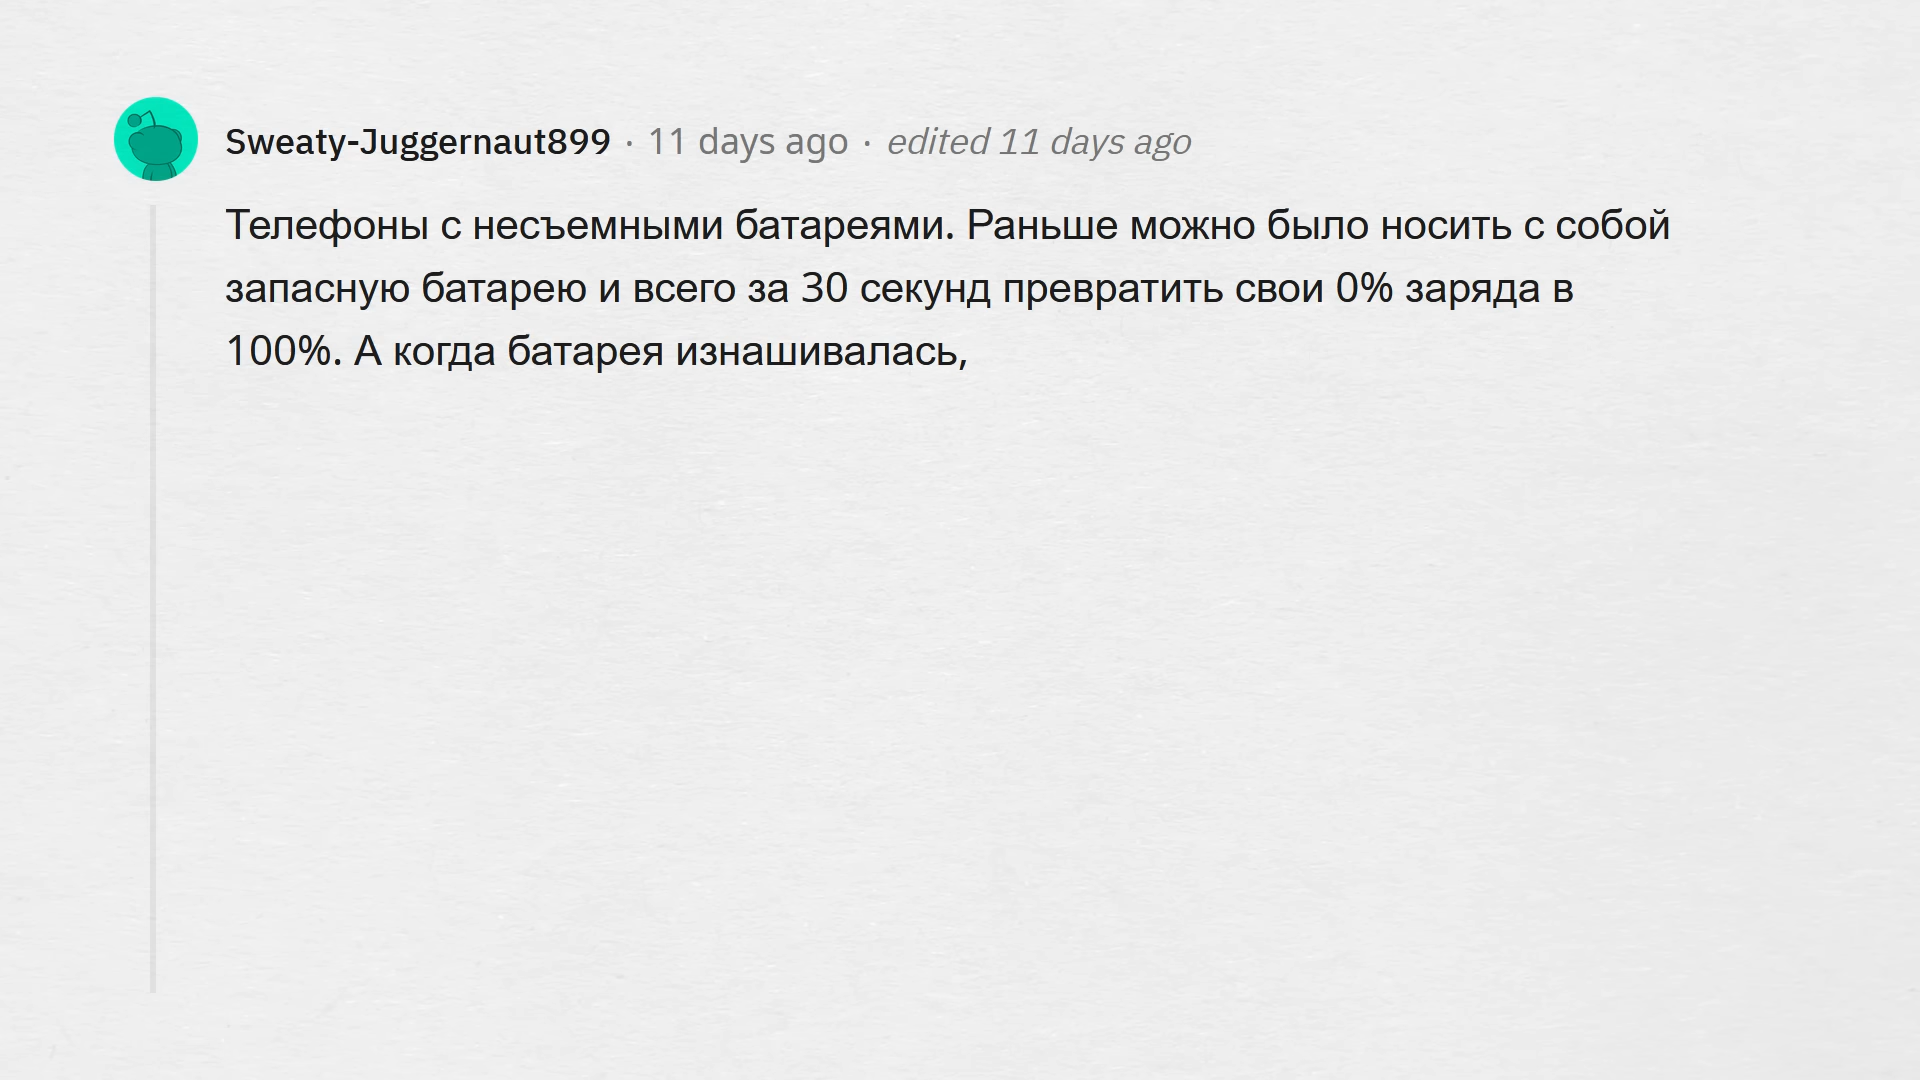 Sweaty-Juggernaut899 · 11 days ago · edited 11 days ago
Телефоны с несъемными батареями. Раньше можно было носить с собой
запасную батарею и всего за 30 секунд превратить свои 0% заряда в
100%. А когда батарея изнашивалась,